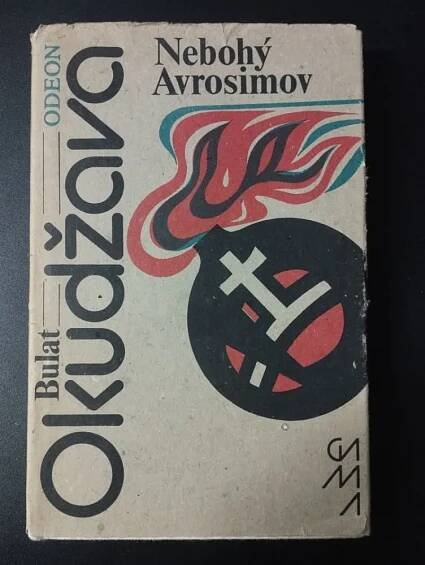 Nebohý
Avrosimov
Bulat
Okudžava
ODEON
GAMA